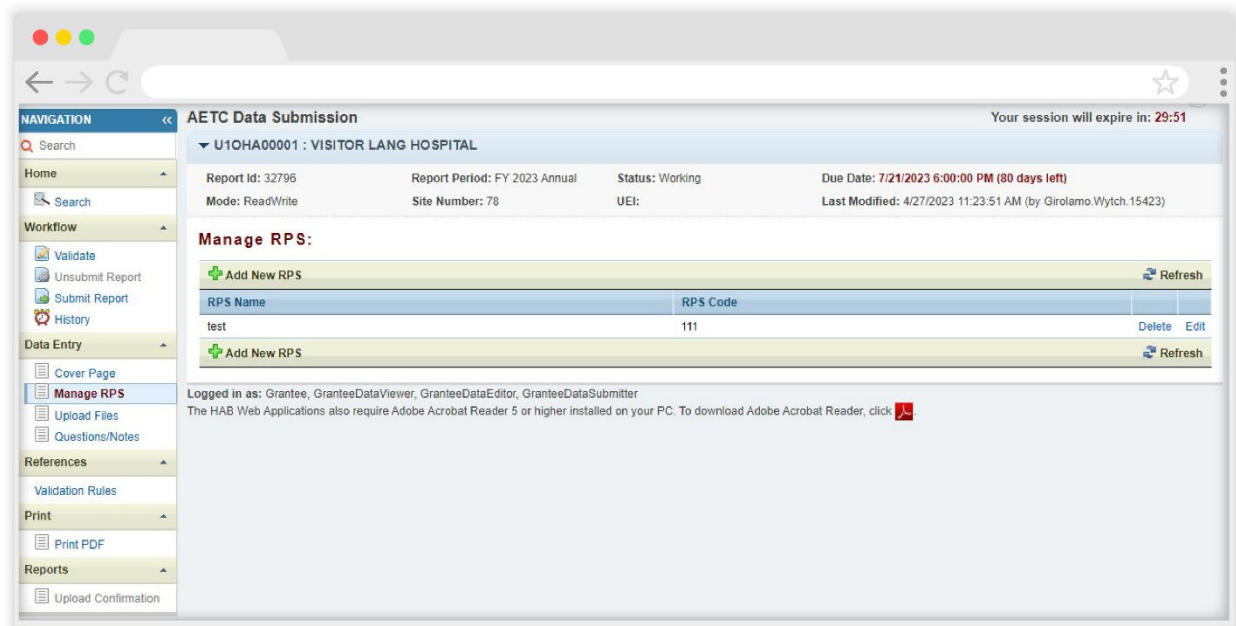 NAVIGATION «
Search
Home
Search
Workflow
Validate
Unsubmit Report
Submit Report
History
Data Entry
Cover Page
Manage RPS
Upload Files
Questions/Notes
References
Validation Rules
Print
Print PDF
Reports
Upload Confirmation
AETC Data Submission Your session will expire in: 29:51
U1OHA00001 : VISITOR LANG HOSPITAL
Report Id: 32796 Report Period: FY 2023 Annual Status: Working Due Date: 7/21/2023 6:00:00 PM (80 days left)
Mode: ReadWrite Site Number: 78 UEI: Last Modified: 4/27/2023 11:23:51 AM (by Girolamo.Wytch.15423)
Manage RPS:
Add New RPS Refresh
RPS Name RPS Code
test 111 Delete Edit
Add New RPS Refresh
Logged in as: Grantee, GranteeDataViewer, GranteeDataEditor, GranteeDataSubmitter
The HAB Web Applications also require Adobe Acrobat Reader 5 or higher installed on your PC. To download Adobe Acrobat Reader, click .